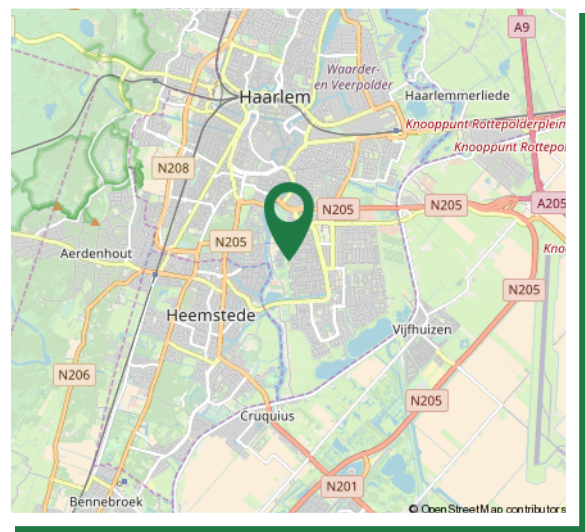 A9
Waarder-
en Veerpolder
Haarlem
Haarlemmerliede
Knooppunt Rottepolderplein
Knooppunt Rottepol
N208
N205
N205
A205
N205
Kno
Aerdenhout
N205
Heemstede
Vijfhuizen
N206
N205
Cruquius
N201
Bennebroek
© OpenStreetMap contributors